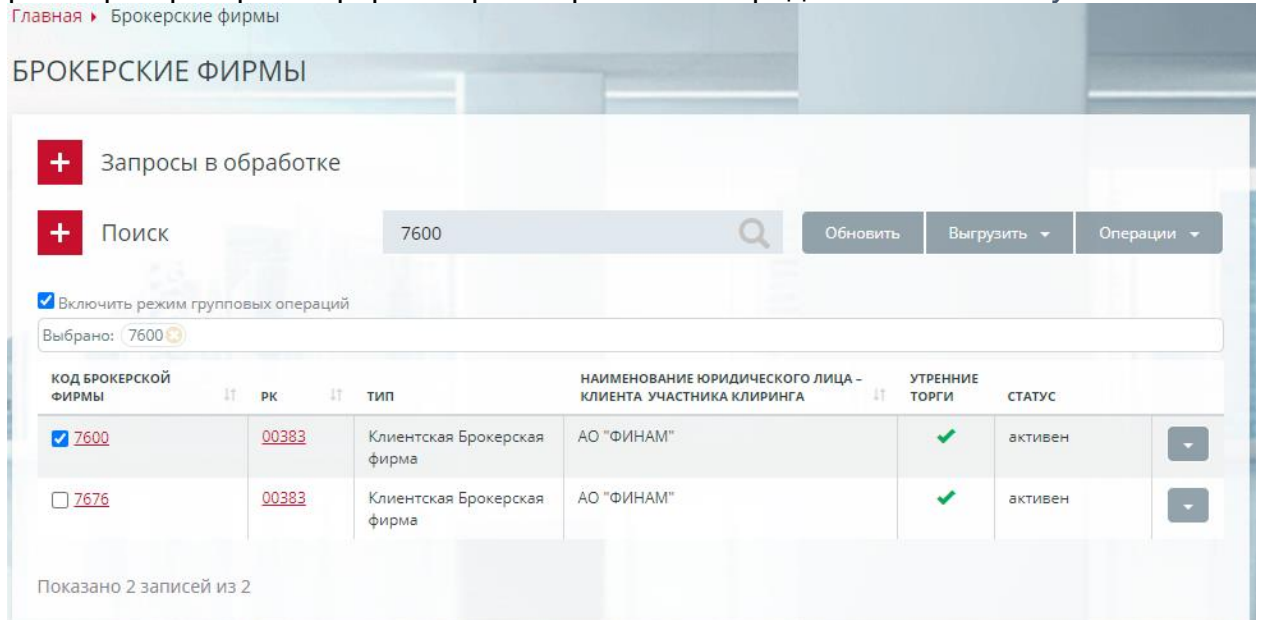 Главная Брокерские фирмы
БРОКЕРСКИЕ ФИРМЫ
+ Запросы в обработке
+ Поиск 7600 Обновить Выгрузить Операции
Включить режим групповых операций
Выбрано: 7600
КОД БРОКЕРСКОЙ ФИРМЫ РК ТИП НАИМЕНОВАНИЕ ЮРИДИЧЕСКОГО ЛИЦА – КЛИЕНТА УЧАСТНИКА КЛИРИНГА УТРЕННИЕ ТОРГИ СТАТУС
7600 00383 Клиентская Брокерская фирма АО "ФИНАМ" активен
7676 00383 Клиентская Брокерская фирма АО "ФИНАМ" активен
Показано 2 записей из 2